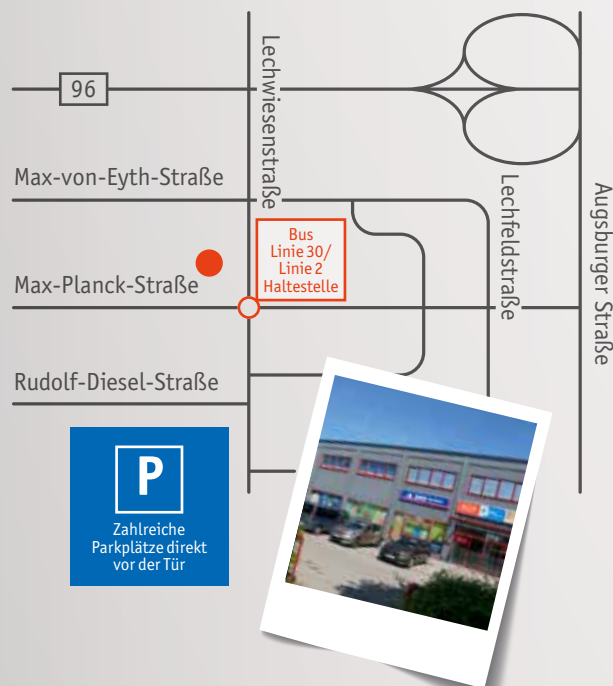 96
Lechwiesenstraße
Max-von-Eyth-Straße
Lechfeldstraße
Augsburger Straße
Bus
Linie 30/
Linie 2
Haltestelle
Max-Planck-Straße
Rudolf-Diesel-Straße
P
Zahlreiche
Parkplätze direkt
vor der Tür